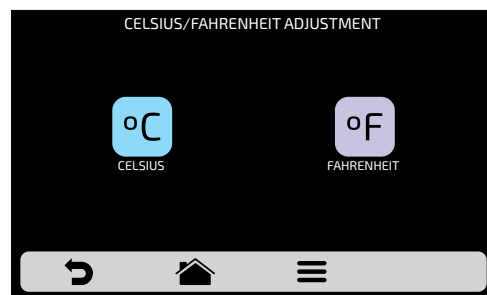 CELSIUS/FAHRENHEIT ADJUSTMENT
ºC
ºF
CELSIUS
FAHRENHEIT